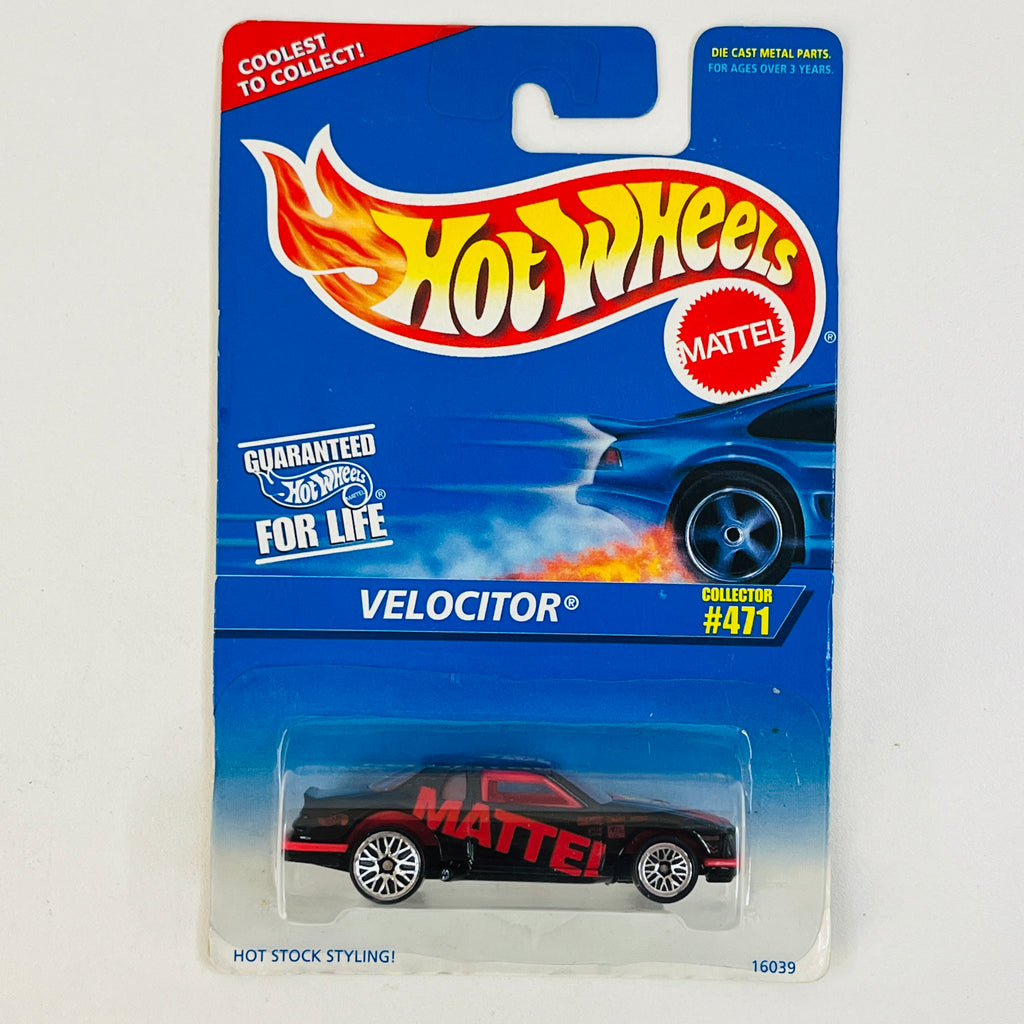 COOLEST
TO COLLECT!
DIE CAST METAL PARTS.
FOR AGES OVER 3 YEARS.
HOT WHEELS
MATTEL
®
GUARANTEED
HOT WHEELS
MATTEL
®
FOR LIFE
VELOCITOR®
COLLECTOR
#471
MATTEL
HOT STOCK STYLING!
16039